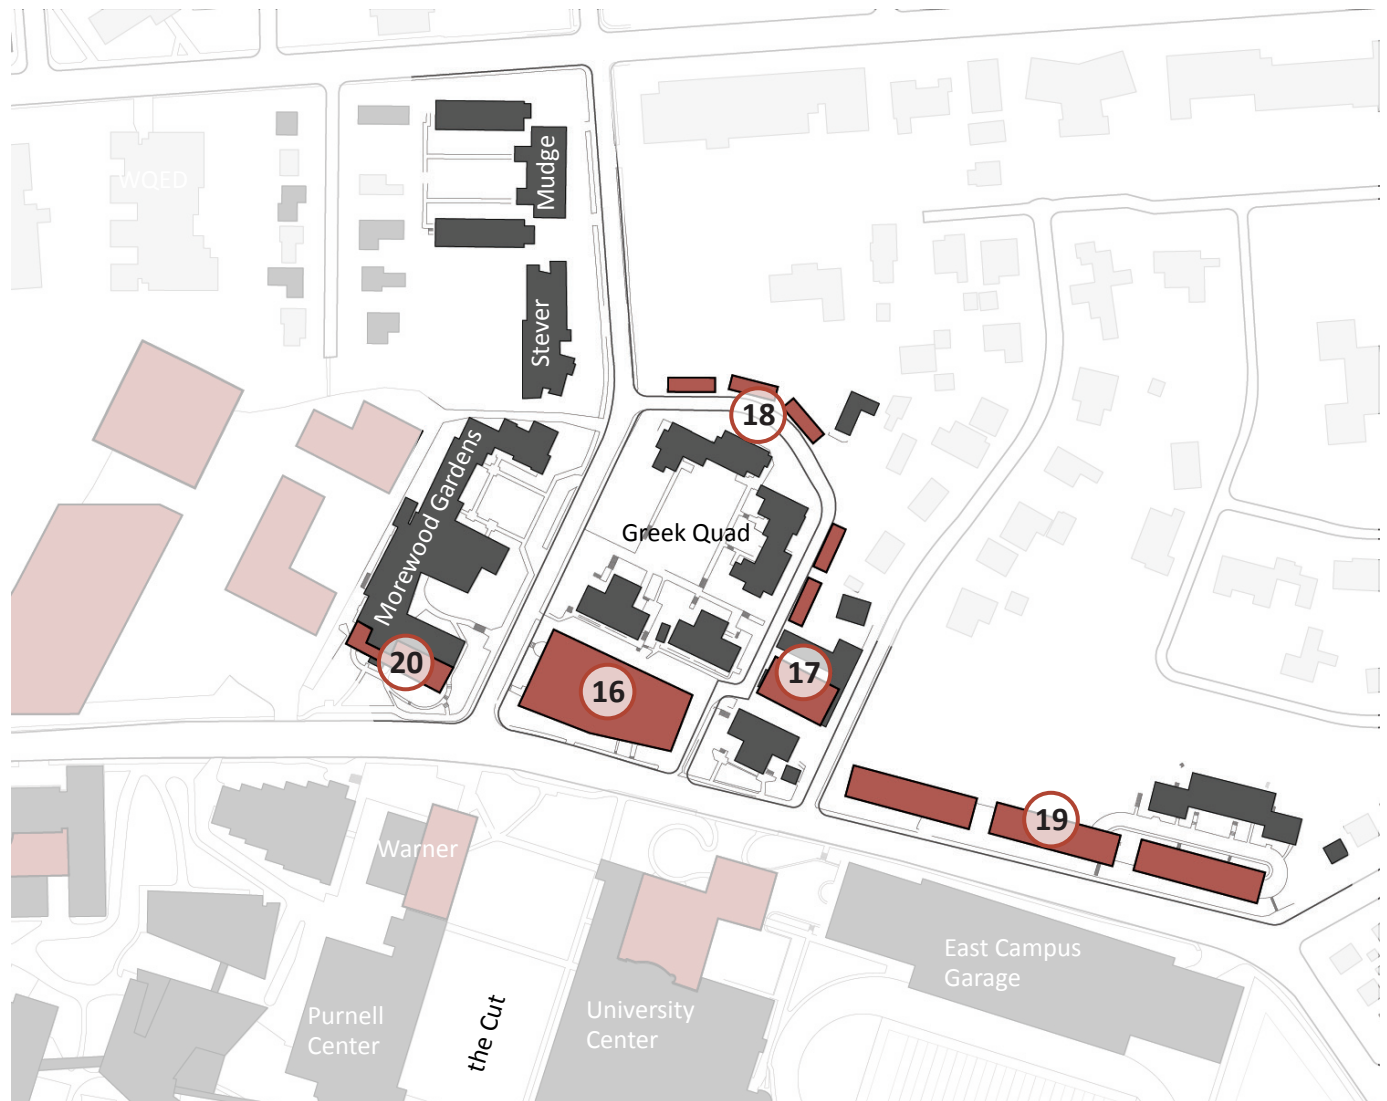 Mudge
WQED
Stever
18
Morewood Gardens
Greek Quad
20
16
17
19
Warner
East Campus
Garage
the Cut
University
Center
Purnell
Center